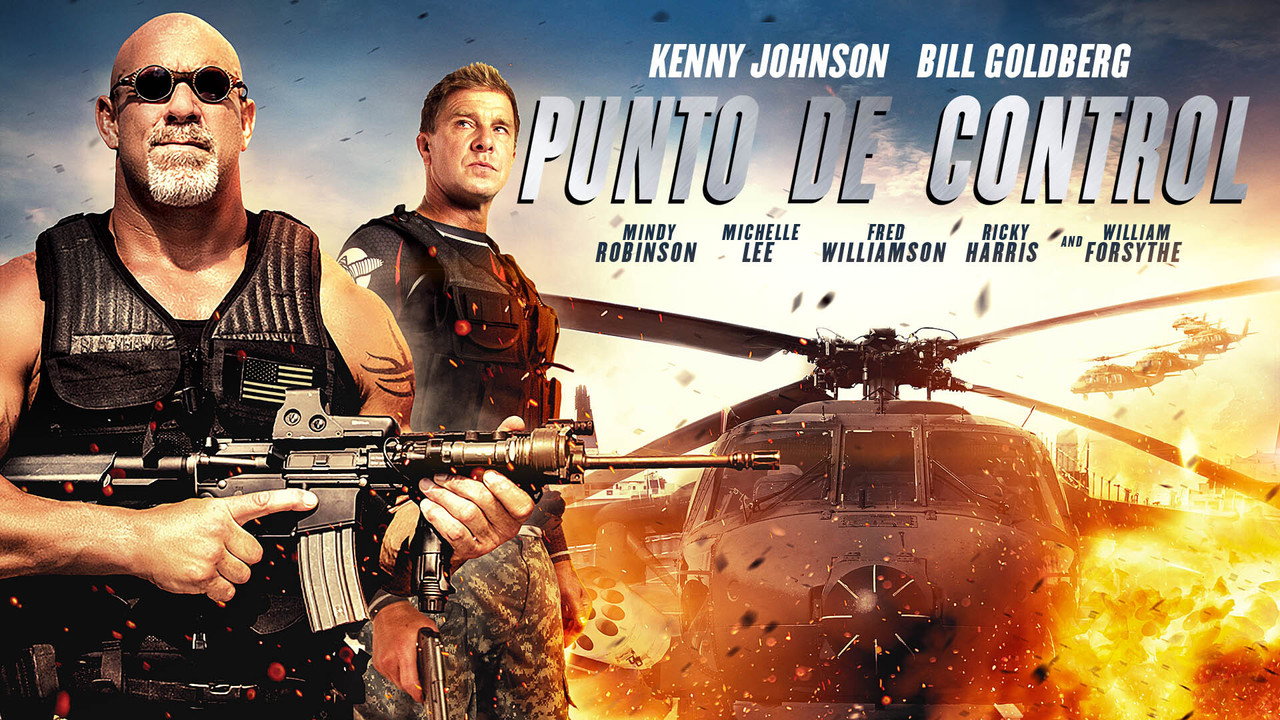 KENNY JOHNSON BILL GOLDBERG
PUNTO DE CONTROL
MINDY ROBINSON MICHELLE LEE FRED WILLIAMSON RICKY HARRIS AND WILLIAM FORSYTHE